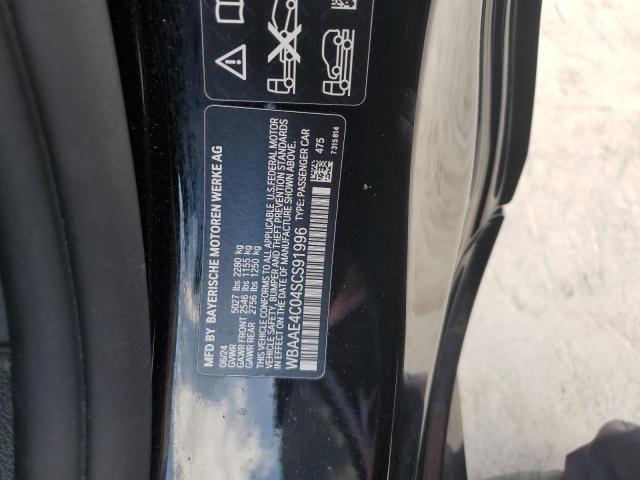 MFD BY BAYERISCHE MOTOREN WERKE AG
06/24
GVWR 5027 lbs 2280 kg
GAWR FRONT 2546 lbs 1155 kg
GAWR REAR 2756 lbs 1250 kg
THIS VEHICLE CONFORMS TO ALL APPLICABLE U.S. FEDERAL MOTOR
VEHICLE SAFETY, BUMPER AND THEFT PREVENTION STANDARDS
IN EFFECT ON THE DATE OF MANUFACTURE SHOWN ABOVE.
WBAAE4C04SCS91996 TYPE: PASSENGER CAR
475
7 315 814